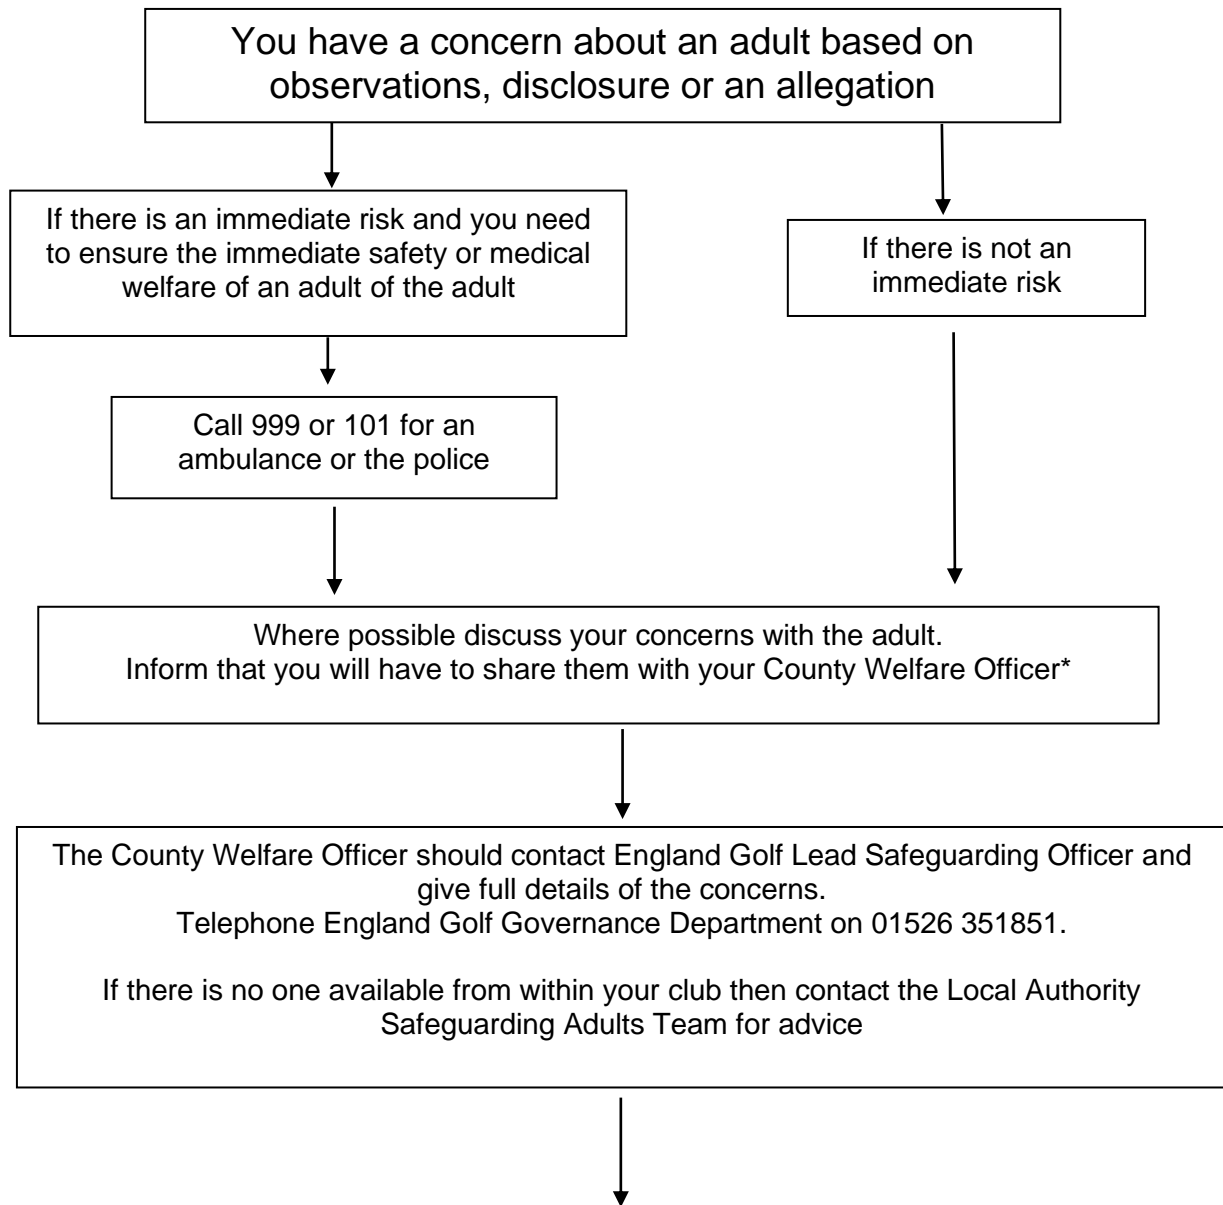 You have a concern about an adult based on
observations, disclosure or an allegation
If there is an immediate risk and you need
to ensure the immediate safety or medical
welfare of an adult of the adult
If there is not an
immediate risk
Call 999 or 101 for an
ambulance or the police
Where possible discuss your concerns with the adult.
Inform that you will have to share them with your County Welfare Officer*
The County Welfare Officer should contact England Golf Lead Safeguarding Officer and
give full details of the concerns.
Telephone England Golf Governance Department on 01526 351851.
If there is no one available from within your club then contact the Local Authority
Safeguarding Adults Team for advice